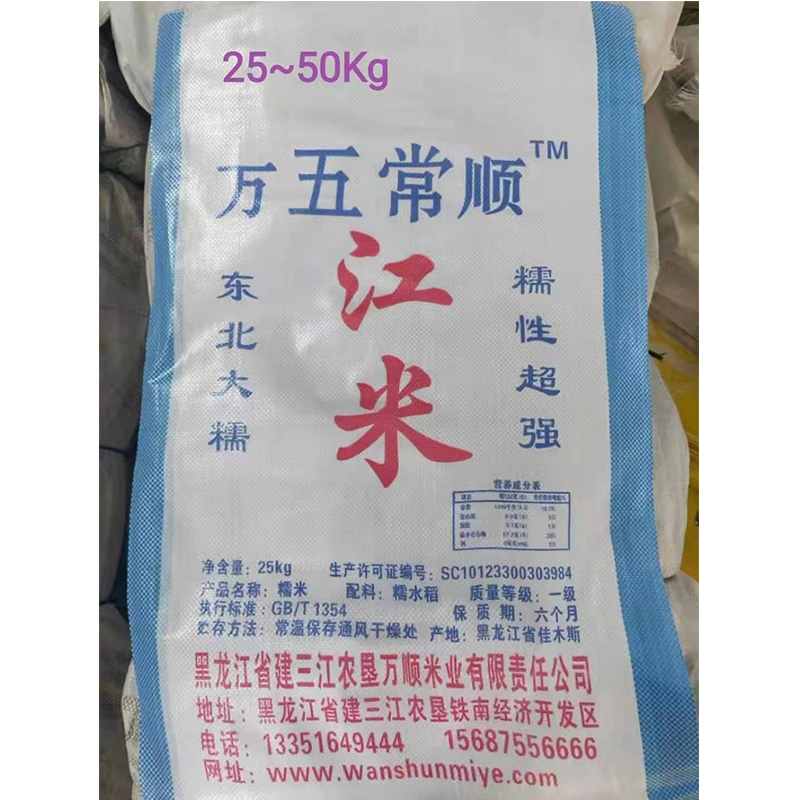 25~50Kg
万五常顺™
江米
东北大糯
糯性超强
营养成分表
净含量：25kg 生产许可证编号：SC10123300303984
产品名称：糯米 配料：糯水稻 质量等级：一级
执行标准：GB/T1354 保质期：六个月
贮存方法：常温保存通风干燥处 产地：黑龙江省佳木斯
黑龙江省建三江农垦万顺米业有限责任公司
地址：黑龙江省建三江农垦铁南经济开发区
电话：13351649444 15687556666
网址：www.wanshunmiye.com